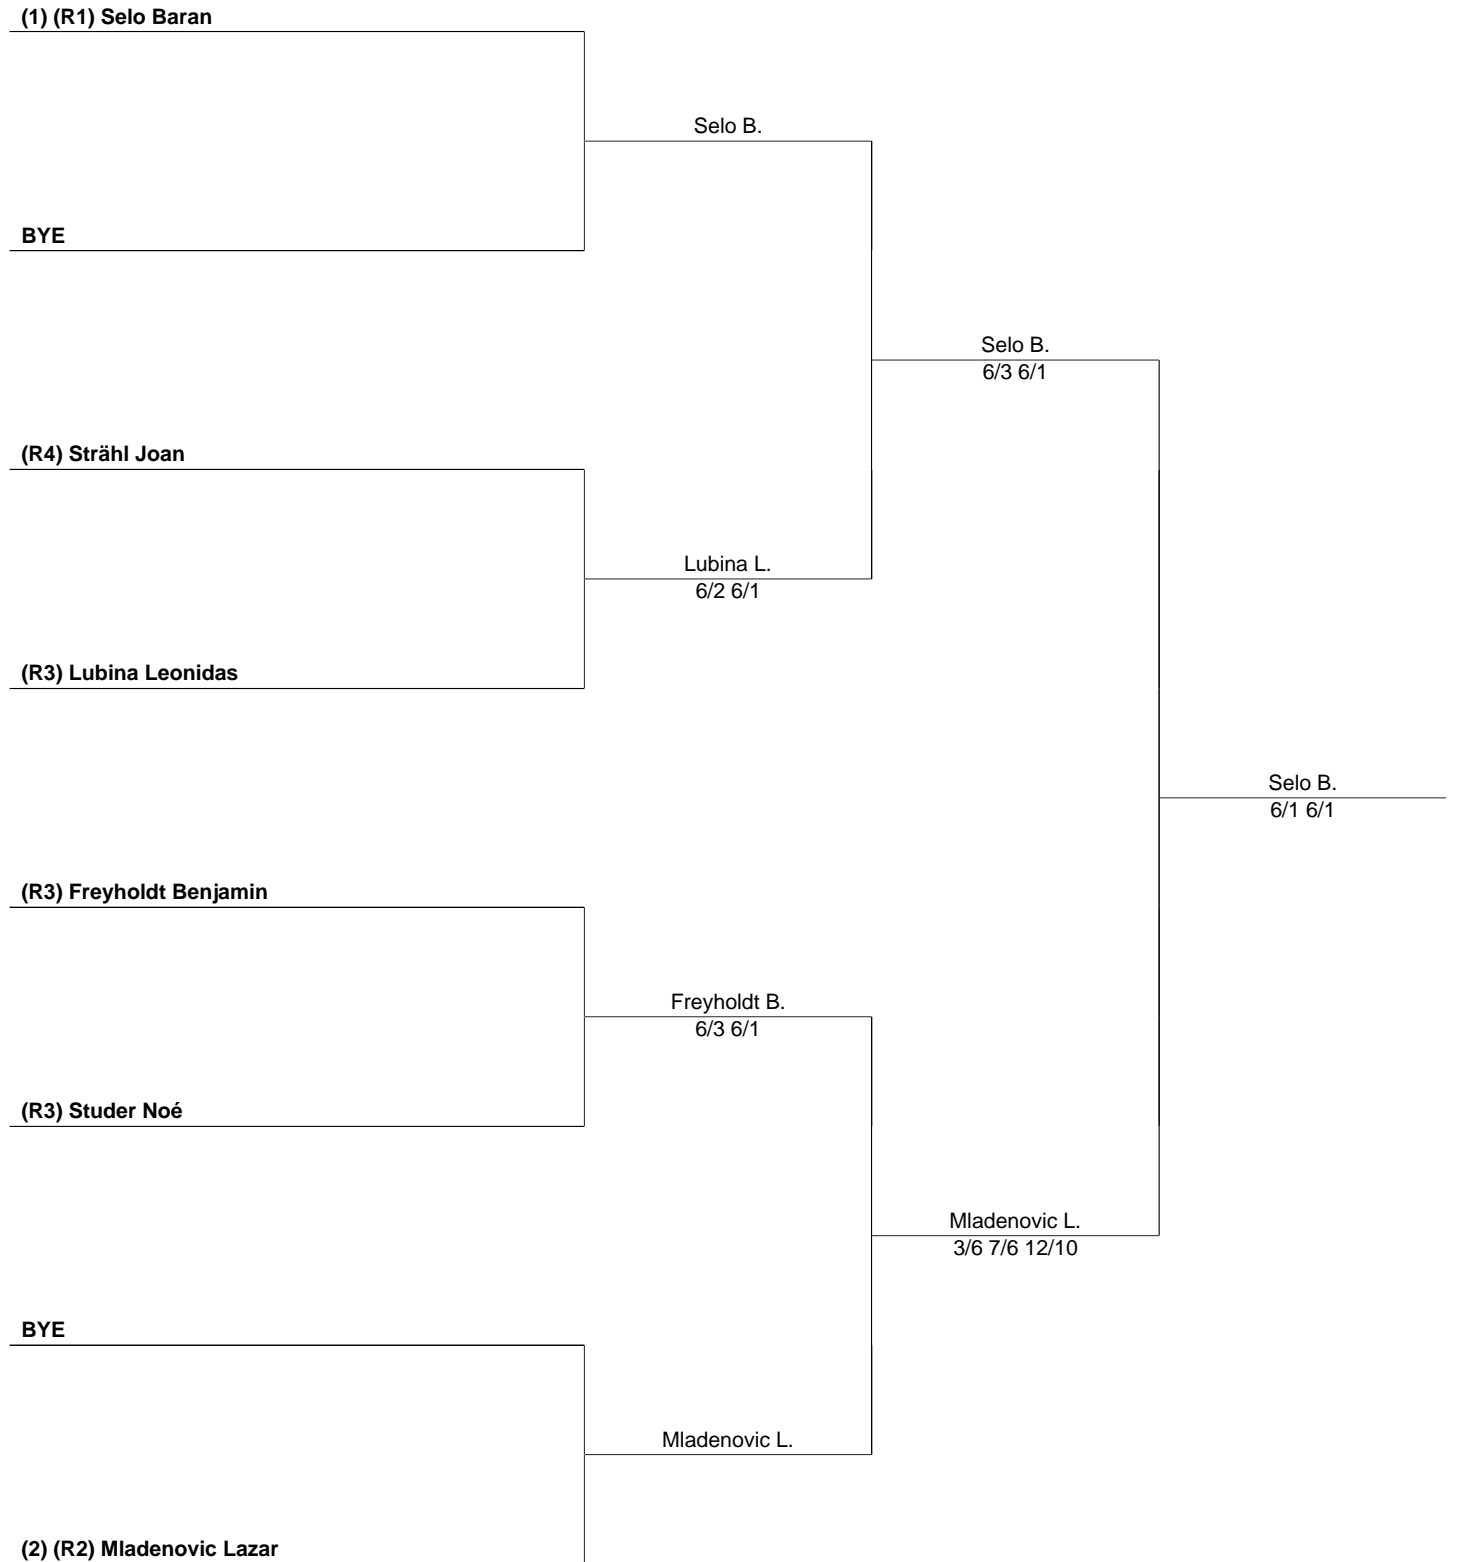 (1) (R1) Selo Baran
Selo B.
BYE
Selo B.
6/3 6/1
(R4) Strähl Joan
Lubina L.
6/2 6/1
(R3) Lubina Leonidas
Selo B.
6/1 6/1
(R3) Freyholdt Benjamin
Freyholdt B.
6/3 6/1
(R3) Studer Noé
Mladenovic L.
3/6 7/6 12/10
BYE
Mladenovic L.
(2) (R2) Mladenovic Lazar